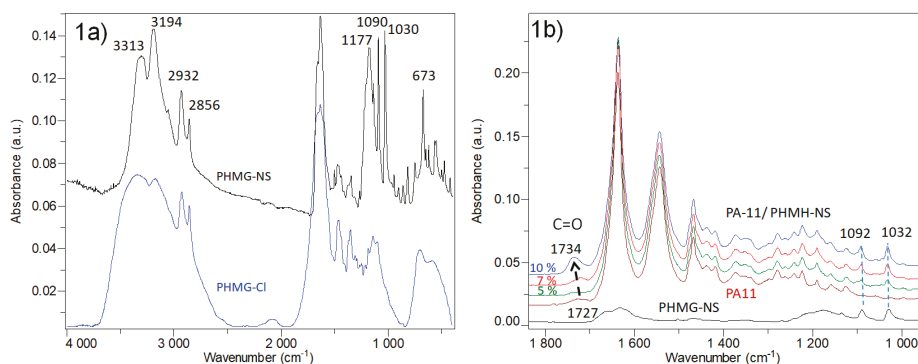 1a)
3313
3194
2932
2856
1090
1177
1030
673
PHMG-NS
PHMG-Cl
Absorbance (a.u.)
0.14
0.12
0.10
0.08
0.06
0.04
0.02
4 000 3 000 2 000 1 000
Wavenumber (cm⁻¹)
1b)
Absorbance (a.u.)
0.20
0.15
0.10
0.05
0.00
C=O
1734
10 %
7 %
5 %
1727
PA-11/ PHMH-NS
PA11
PHMG-NS
1092
1032
1 800 1 600 1 400 1 200 1 000
Wavenumber (cm⁻¹)